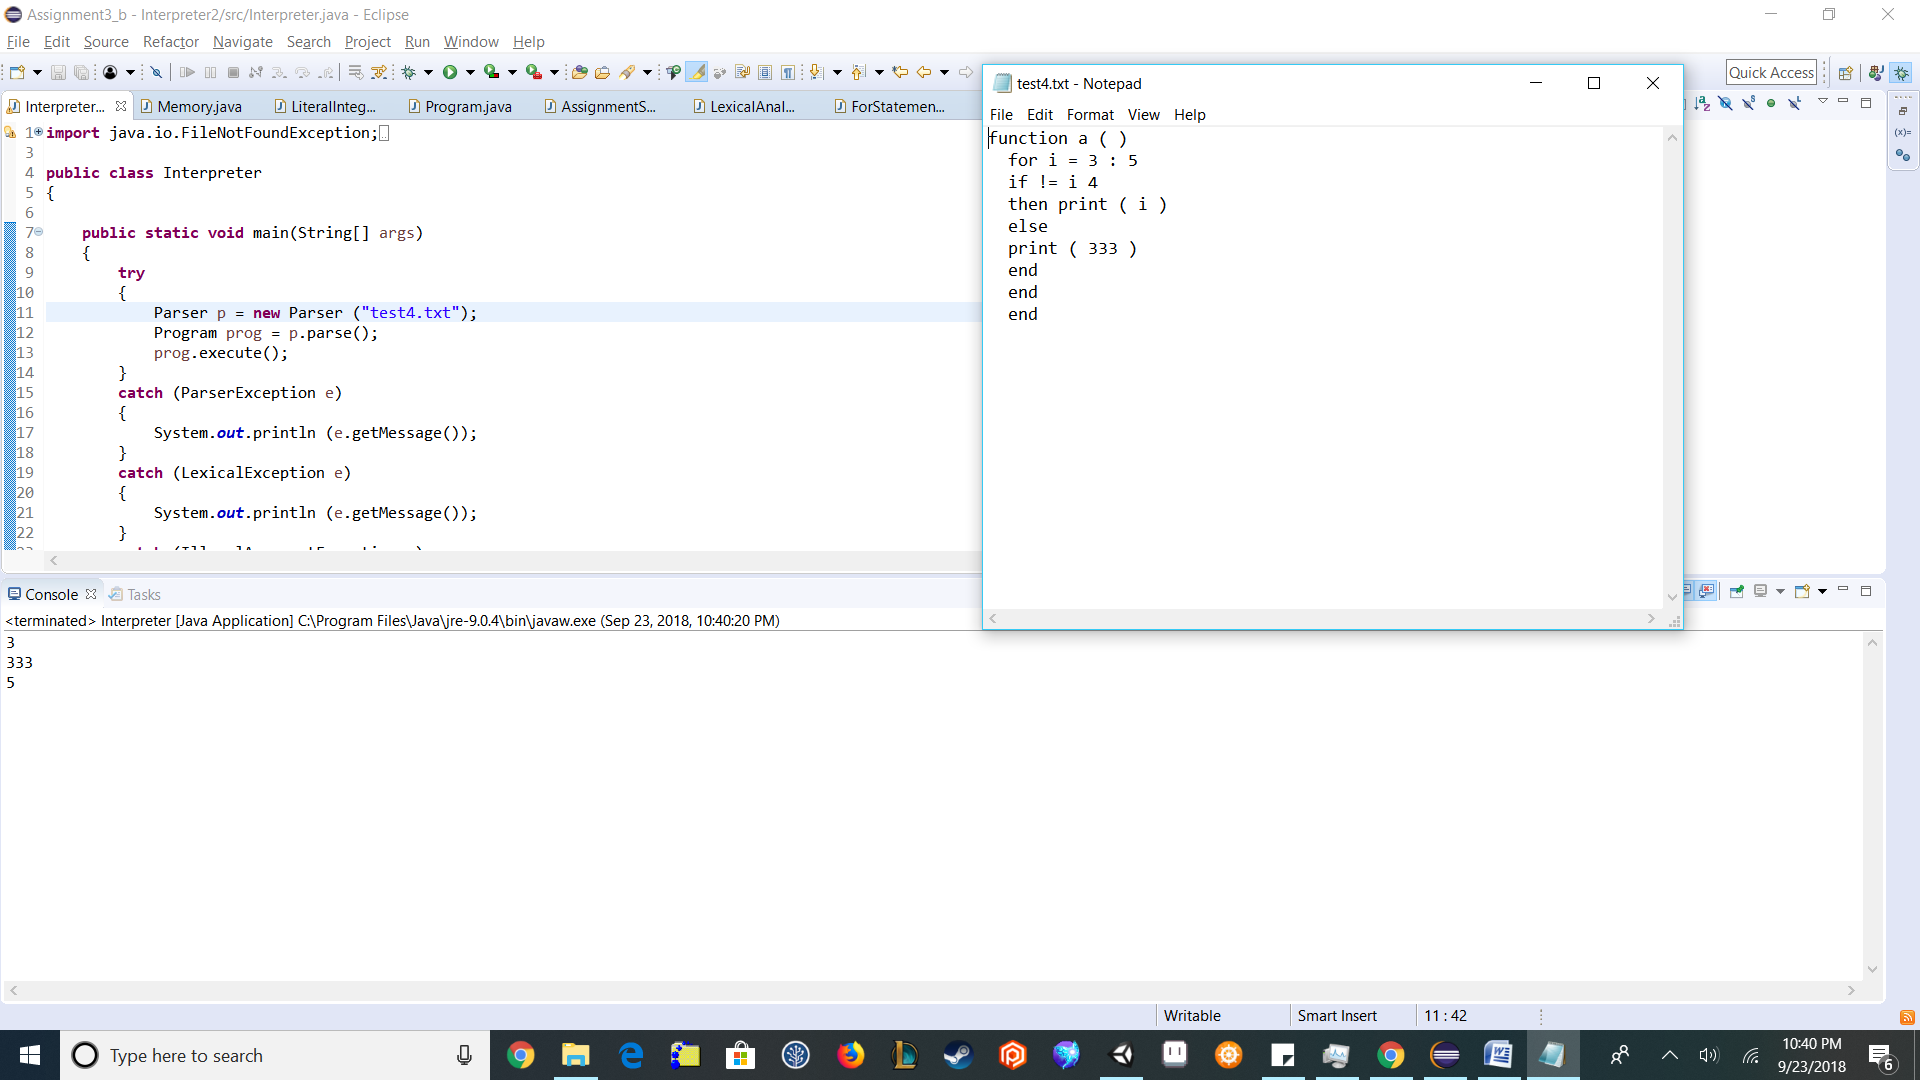 Assignment3_b - Interpreter2/src/Interpreter.java - Eclipse
File Edit Source Refactor Navigate Search Project Run Window Help
Quick Access
Interpreter... Memory.java LiteralInteg... Program.java AssignmentS... LexicalAnal... ForStatemen...
1 import java.io.FileNotFoundException;
3
4 public class Interpreter
5 {
6
7 public static void main(String[] args)
8 {
9 try
10 {
11 Parser p = new Parser ("test4.txt");
12 Program prog = p.parse();
13 prog.execute();
14 }
15 catch (ParserException e)
16 {
17 System.out.println (e.getMessage());
18 }
19 catch (LexicalException e)
20 {
21 System.out.println (e.getMessage());
22 }
test4.txt - Notepad
File Edit Format View Help
function a ( )
for i = 3 : 5
if != i 4
then print ( i )
else
print ( 333 )
end
end
end
Console Tasks
<terminated> Interpreter [Java Application] C:\Program Files\Java\jre-9.0.4\bin\javaw.exe (Sep 23, 2018, 10:40:20 PM)
3
333
5
Writable Smart Insert 11 : 42
Type here to search
10:40 PM
9/23/2018
6